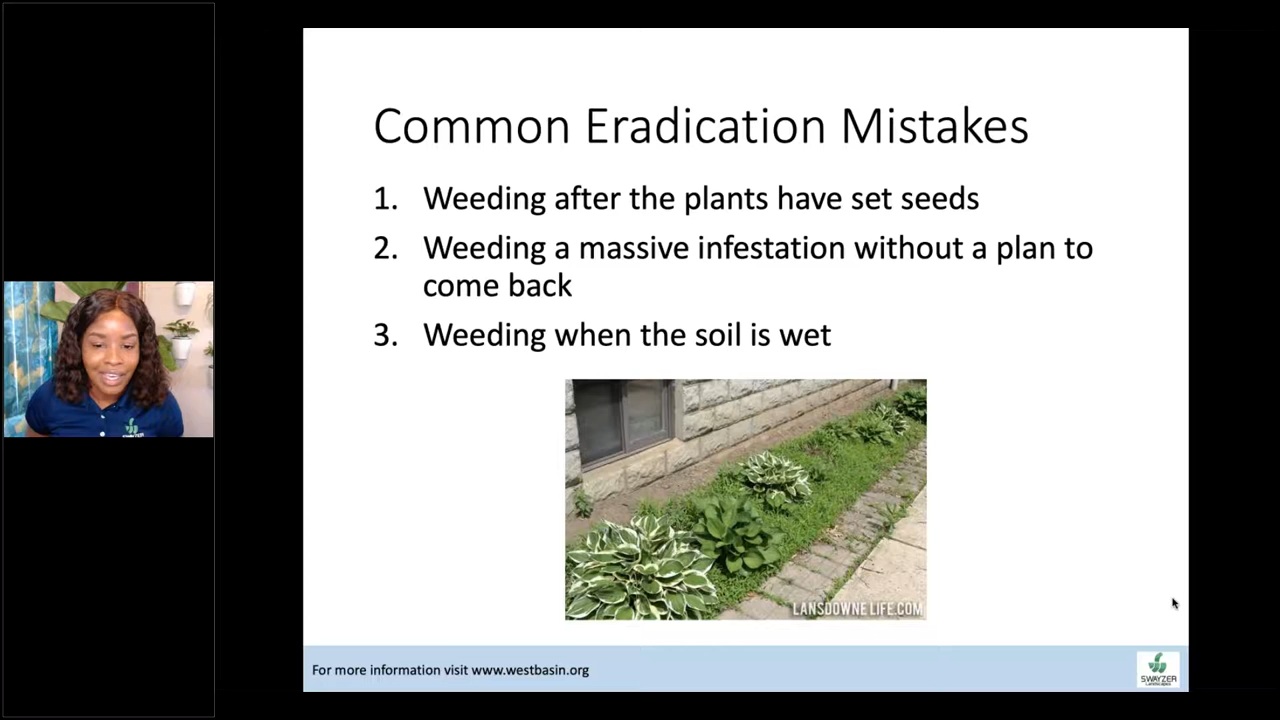 Common Eradication Mistakes
1. Weeding after the plants have set seeds
2. Weeding a massive infestation without a plan to
come back
3. Weeding when the soil is wet
LANSDOWNE LIFE.COM
For more information visit www.westbasin.org
SWAYZER
LANDSCAPES
SWAYZER